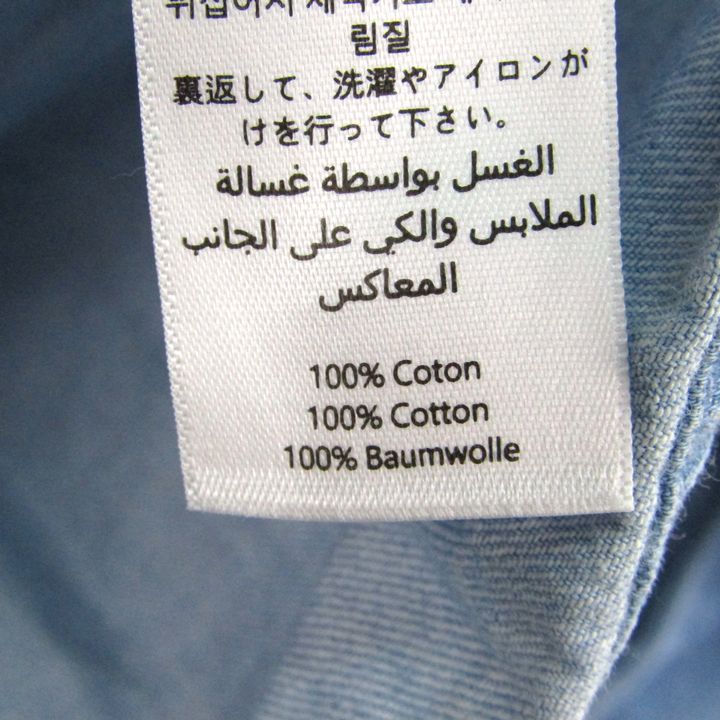 림질
裏返して、洗濯やアイロンが
けを行って下さい。
الغسل بواسطة غسالة
الملابس والكي على الجانب
المعاكس
100% Coton
100% Cotton
100% Baumwolle